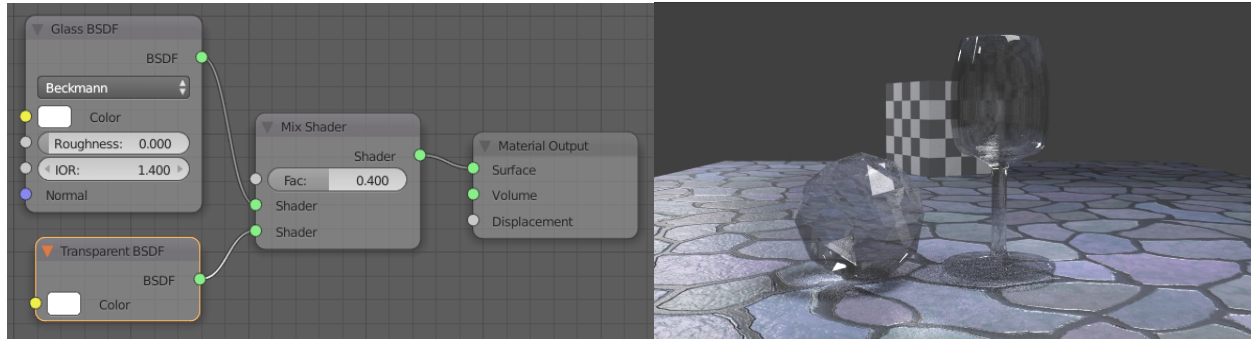 Glass BSDF
BSDF
Beckmann
Color
Roughness: 0.000
IOR: 1.400
Normal
Transparent BSDF
BSDF
Color
Mix Shader
Shader
Fac: 0.400
Shader
Shader
Material Output
Surface
Volume
Displacement